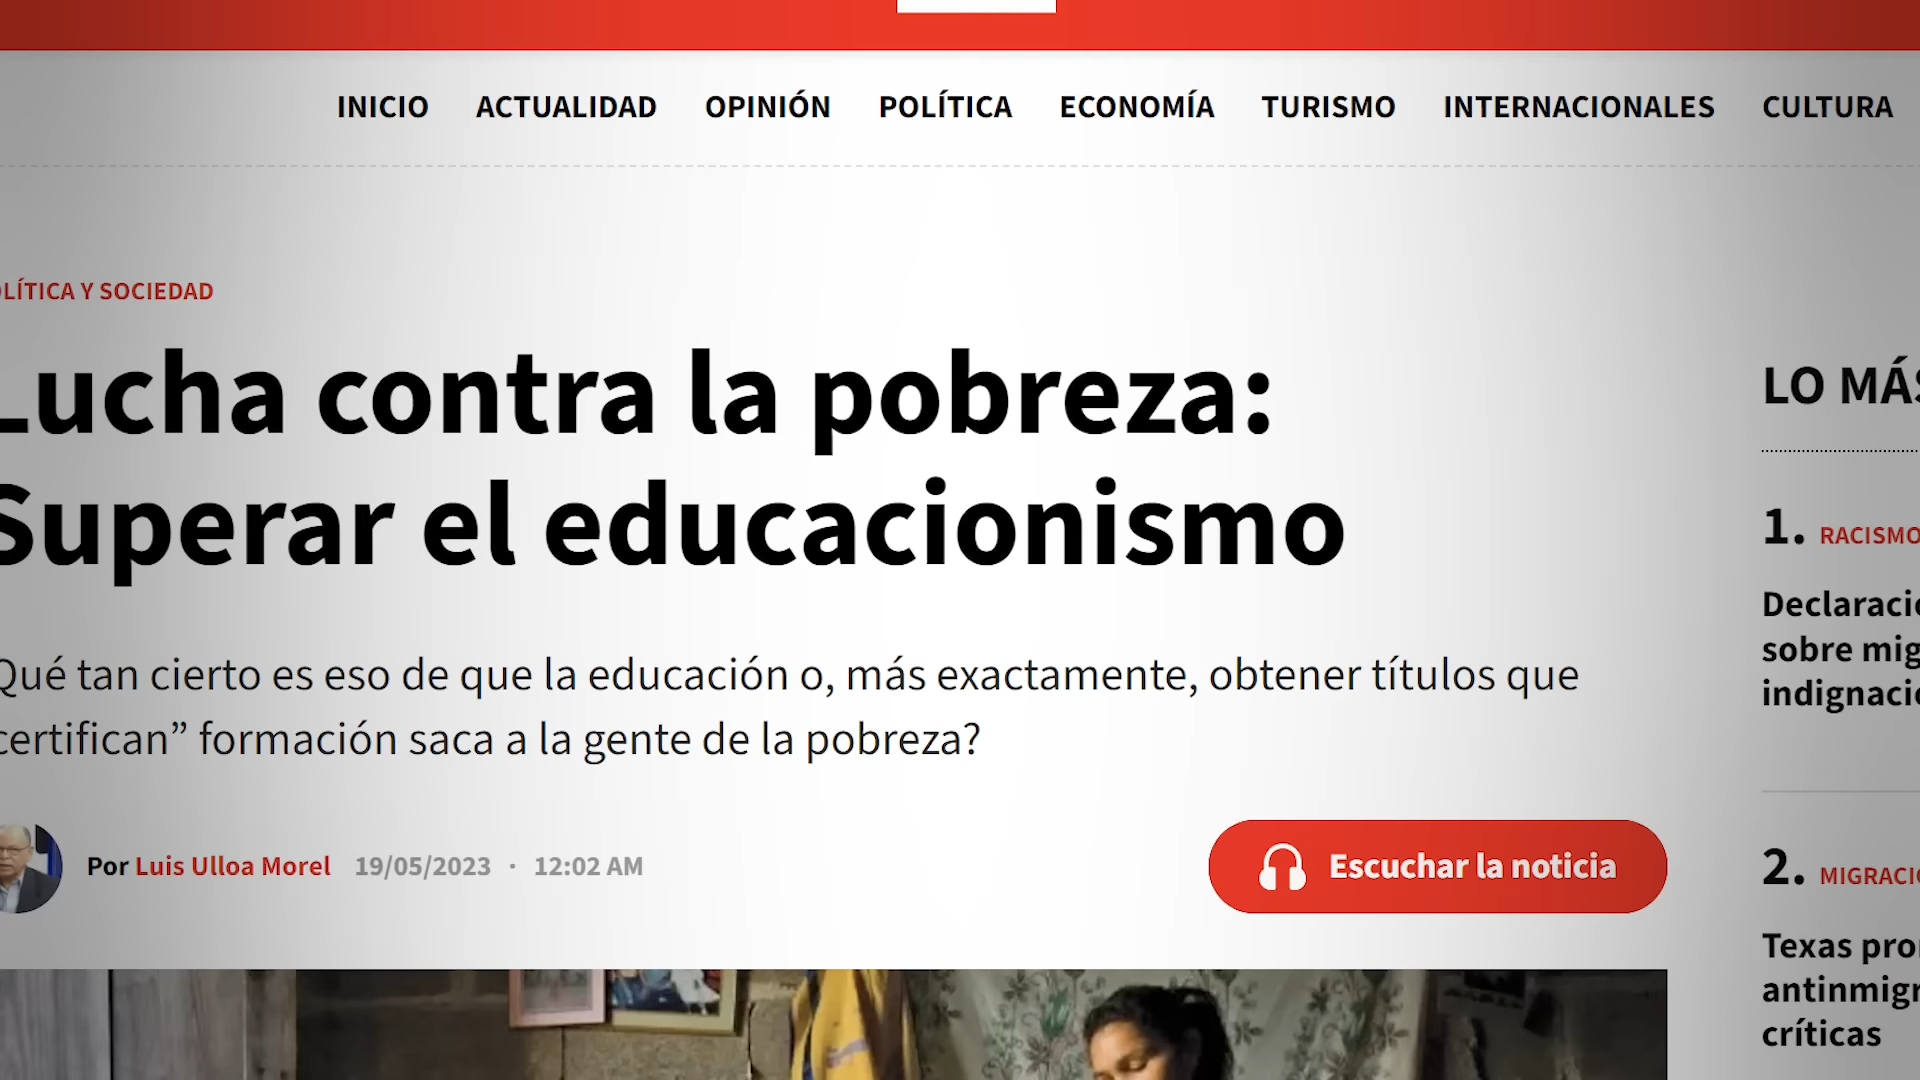 INICIO ACTUALIDAD OPINIÓN POLÍTICA ECONOMÍA TURISMO INTERNACIONALES CULTURA
LÍTICA Y SOCIEDAD
Lucha contra la pobreza:
Superar el educacionismo
Qué tan cierto es eso de que la educación o, más exactamente, obtener títulos que
certifican” formación saca a la gente de la pobreza?
Por Luis Ulloa Morel 19/05/2023 · 12:02 AM
Escuchar la noticia
LO MÁS
1. RACISMO
Declaracio
sobre mig
indignació
2. MIGRACIÓ
Texas pro
antinmigr
críticas